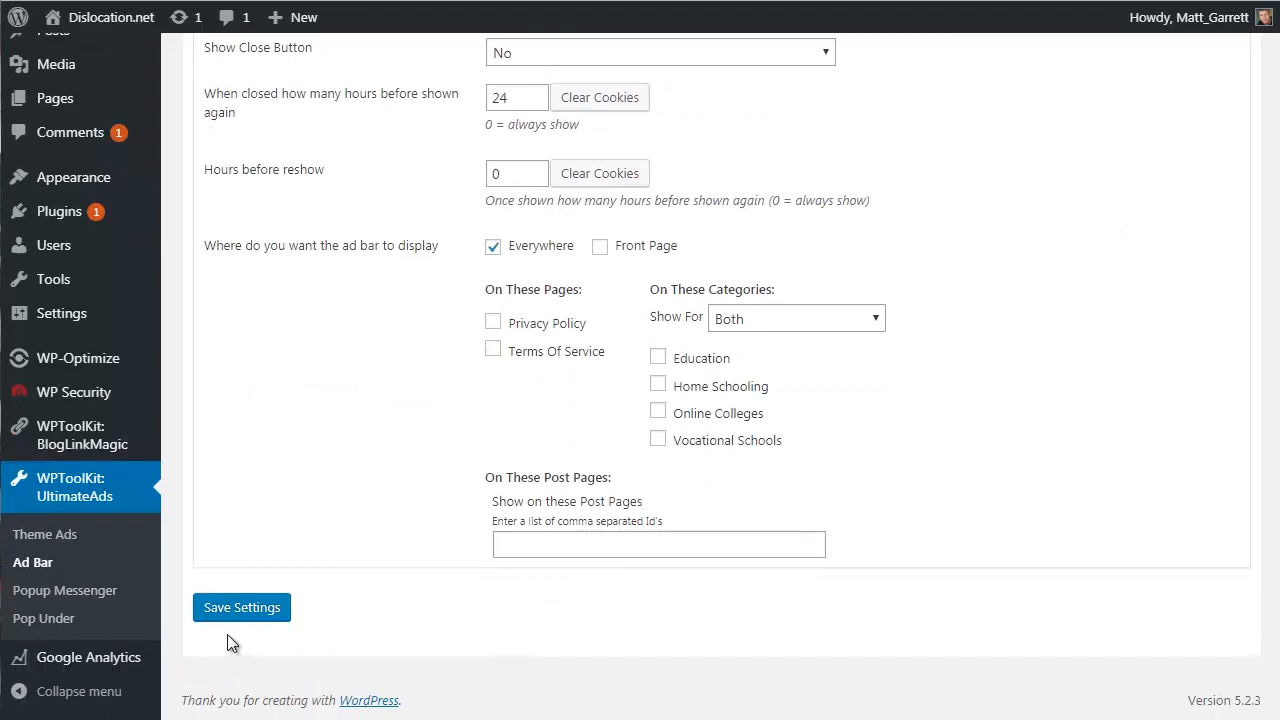 Dislocation.net 1 1 New Howdy, Matt_Garrett
Posts
Media
Pages
Comments 1
Appearance
Plugins 1
Users
Tools
Settings
WP-Optimize
WP Security
WPToolKit:
BlogLinkMagic
WPToolKit:
UltimateAds
Theme Ads
Ad Bar
Popup Messenger
Pop Under
Google Analytics
Collapse menu
Show Close Button No
When closed how many hours before shown
again
24 Clear Cookies
0 = always show
Hours before reshow 0 Clear Cookies
Once shown how many hours before shown again (0 = always show)
Where do you want the ad bar to display Everywhere Front Page
On These Pages:
Privacy Policy
Terms Of Service
On These Categories:
Show For Both
Education
Home Schooling
Online Colleges
Vocational Schools
On These Post Pages:
Show on these Post Pages
Enter a list of comma separated Id's
Save Settings
Thank you for creating with WordPress. Version 5.2.3